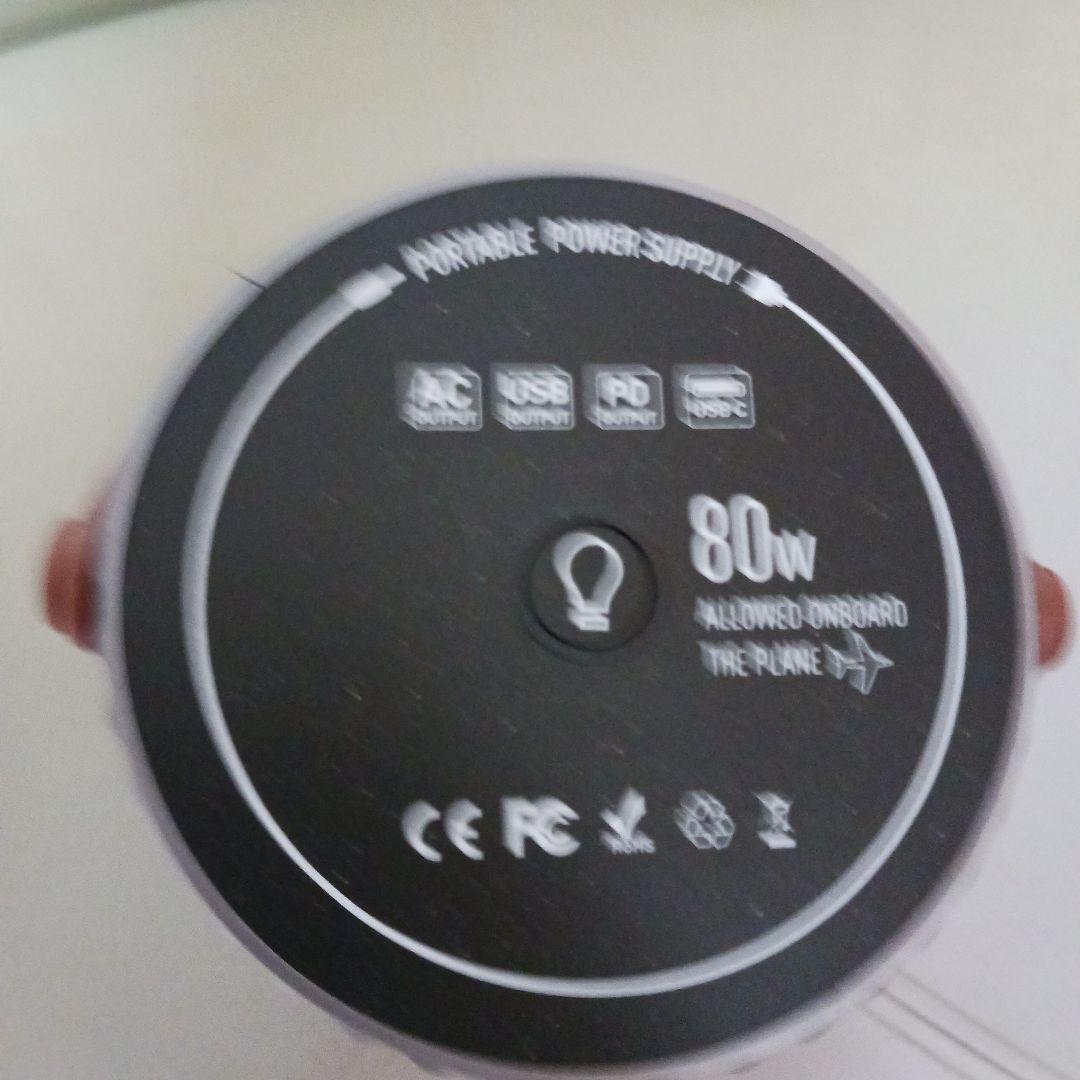 PORTABLE POWER SUPPLY
AC USB PD
OUTPUT OUTPUT OUTPUT USB-C
80W
ALLOWED ONBOARD
THE PLANE
CE FC RoHS